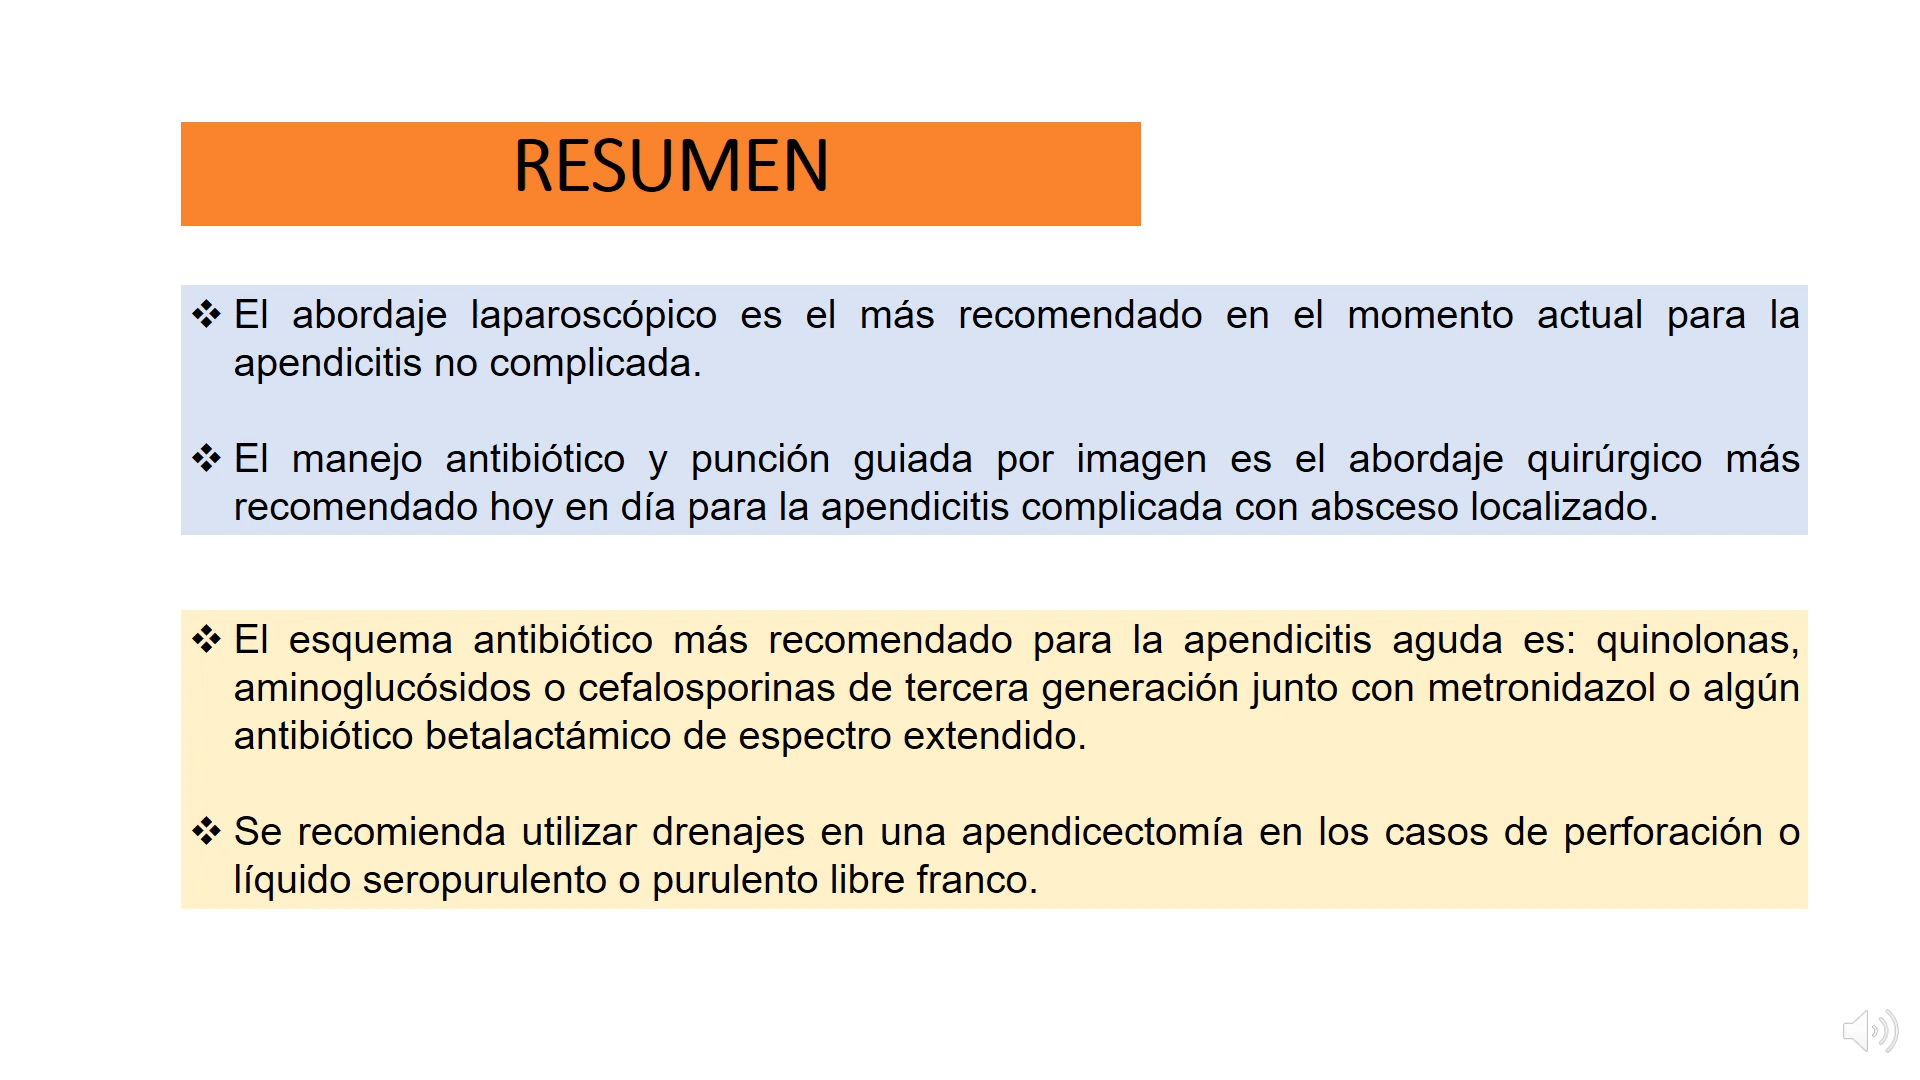 RESUMEN
❖ El abordaje laparoscópico es el más recomendado en el momento actual para la
apendicitis no complicada.
❖ El manejo antibiótico y punción guiada por imagen es el abordaje quirúrgico más
recomendado hoy en día para la apendicitis complicada con absceso localizado.
❖ El esquema antibiótico más recomendado para la apendicitis aguda es: quinolonas,
aminoglucósidos o cefalosporinas de tercera generación junto con metronidazol o algún
antibiótico betalactámico de espectro extendido.
❖ Se recomienda utilizar drenajes en una apendicectomía en los casos de perforación o
líquido seropurulento o purulento libre franco.